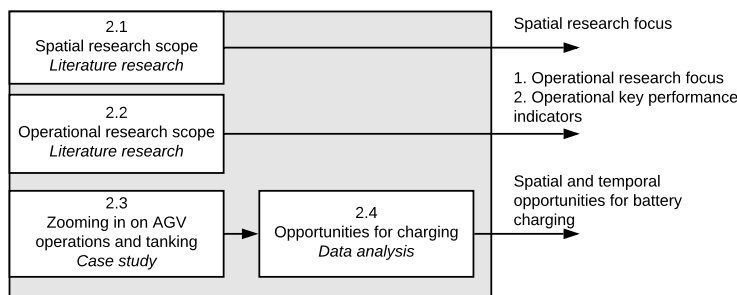 2.1
Spatial research scope
Literature research
Spatial research focus
2.2
Operational research scope
Literature research
1. Operational research focus
2. Operational key performance
indicators
2.3
Zooming in on AGV
operations and tanking
Case study
2.4
Opportunities for charging
Data analysis
Spatial and temporal
opportunities for battery
charging